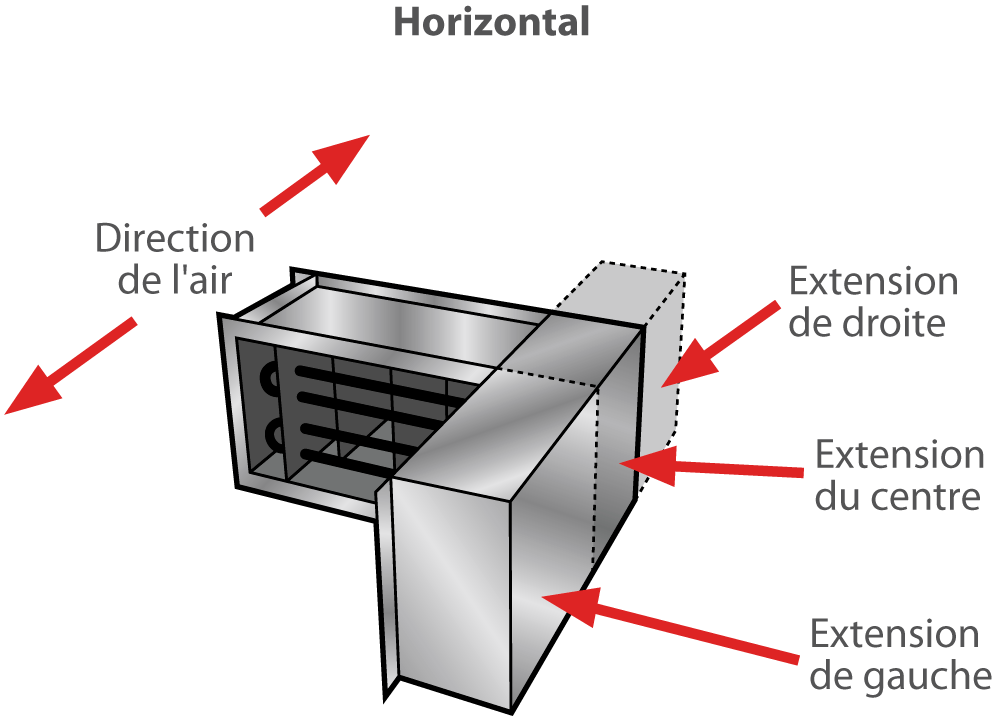 Horizontal
Direction
de l'air
Extension
de droite
Extension
du centre
Extension
de gauche